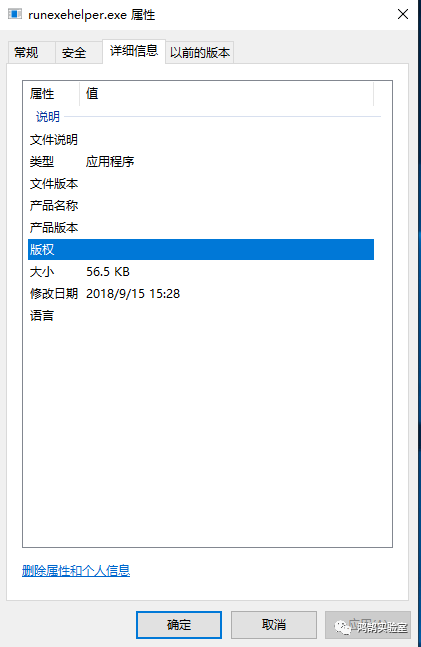 runexehelper.exe 属性
常规 安全 详细信息 以前的版本
属性 值
说明
文件说明
类型 应用程序
文件版本
产品名称
产品版本
版权
大小 56.5 KB
修改日期 2018/9/15 15:28
语言
删除属性和个人信息
确定 取消 鸿鹄实验室